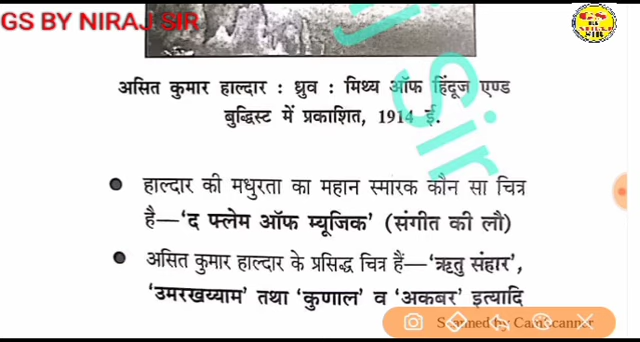 GS BY NIRAJ SIR
असित कुमार हाल्दार : ध्रुव : मिथ्य ऑफ हिंदूज एण्ड
बुद्धिस्ट में प्रकाशित, 1914 ई.
हाल्दार की मधुरता का महान स्मारक कौन सा चित्र
है—‘द फ्लेम ऑफ म्यूजिक’ (संगीत की लौ)
असित कुमार हाल्दार के प्रसिद्ध चित्र हैं—‘ऋतु संहार’,
‘उमरखय्याम’ तथा ‘कुणाल’ व ‘अकबर’ इत्यादि
Scanned by CamScanner